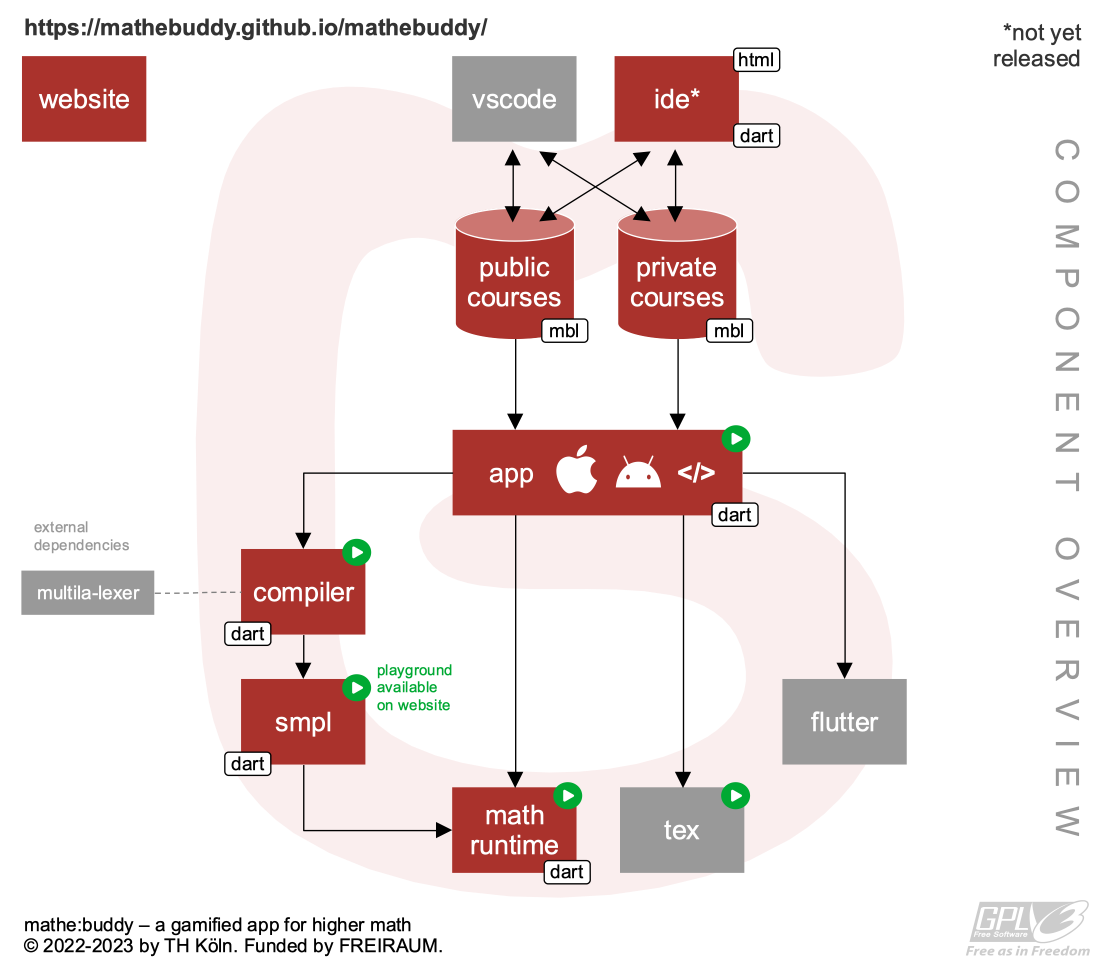 https://mathebuddy.github.io/mathebuddy/
*not yet
released
website
vscode
ide*
html
dart
public
courses
mbl
private
courses
mbl
app
</>
dart
external
dependencies
multila-lexer
compiler
dart
playground
available
on website
smpl
dart
flutter
math
runtime
dart
tex
COMPONENT OVERVIEW
mathe:buddy – a gamified app for higher math
© 2022-2023 by TH Köln. Funded by FREIRAUM.
GPL 3
Free Software
Free as in Freedom